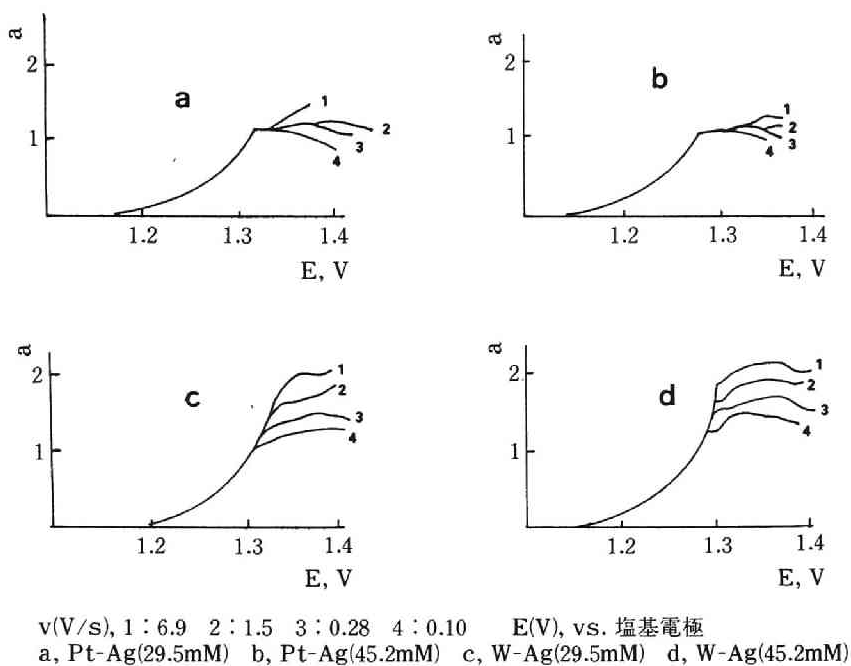 a
2
1
a
1
2
3
4
1.2
1.3
1.4
E, V
a
2
1
b
1
2
3
4
1.2
1.3
1.4
E, V
a
2
1
c
1
2
3
4
1.2
1.3
1.4
E, V
a
2
1
d
1
2
3
4
1.2
1.3
1.4
E, V
v(V/s), 1：6.9 2：1.5 3：0.28 4：0.10 E(V), vs. 塩基電極
a, Pt-Ag(29.5mM) b, Pt-Ag(45.2mM) c, W-Ag(29.5mM) d, W-Ag(45.2mM)